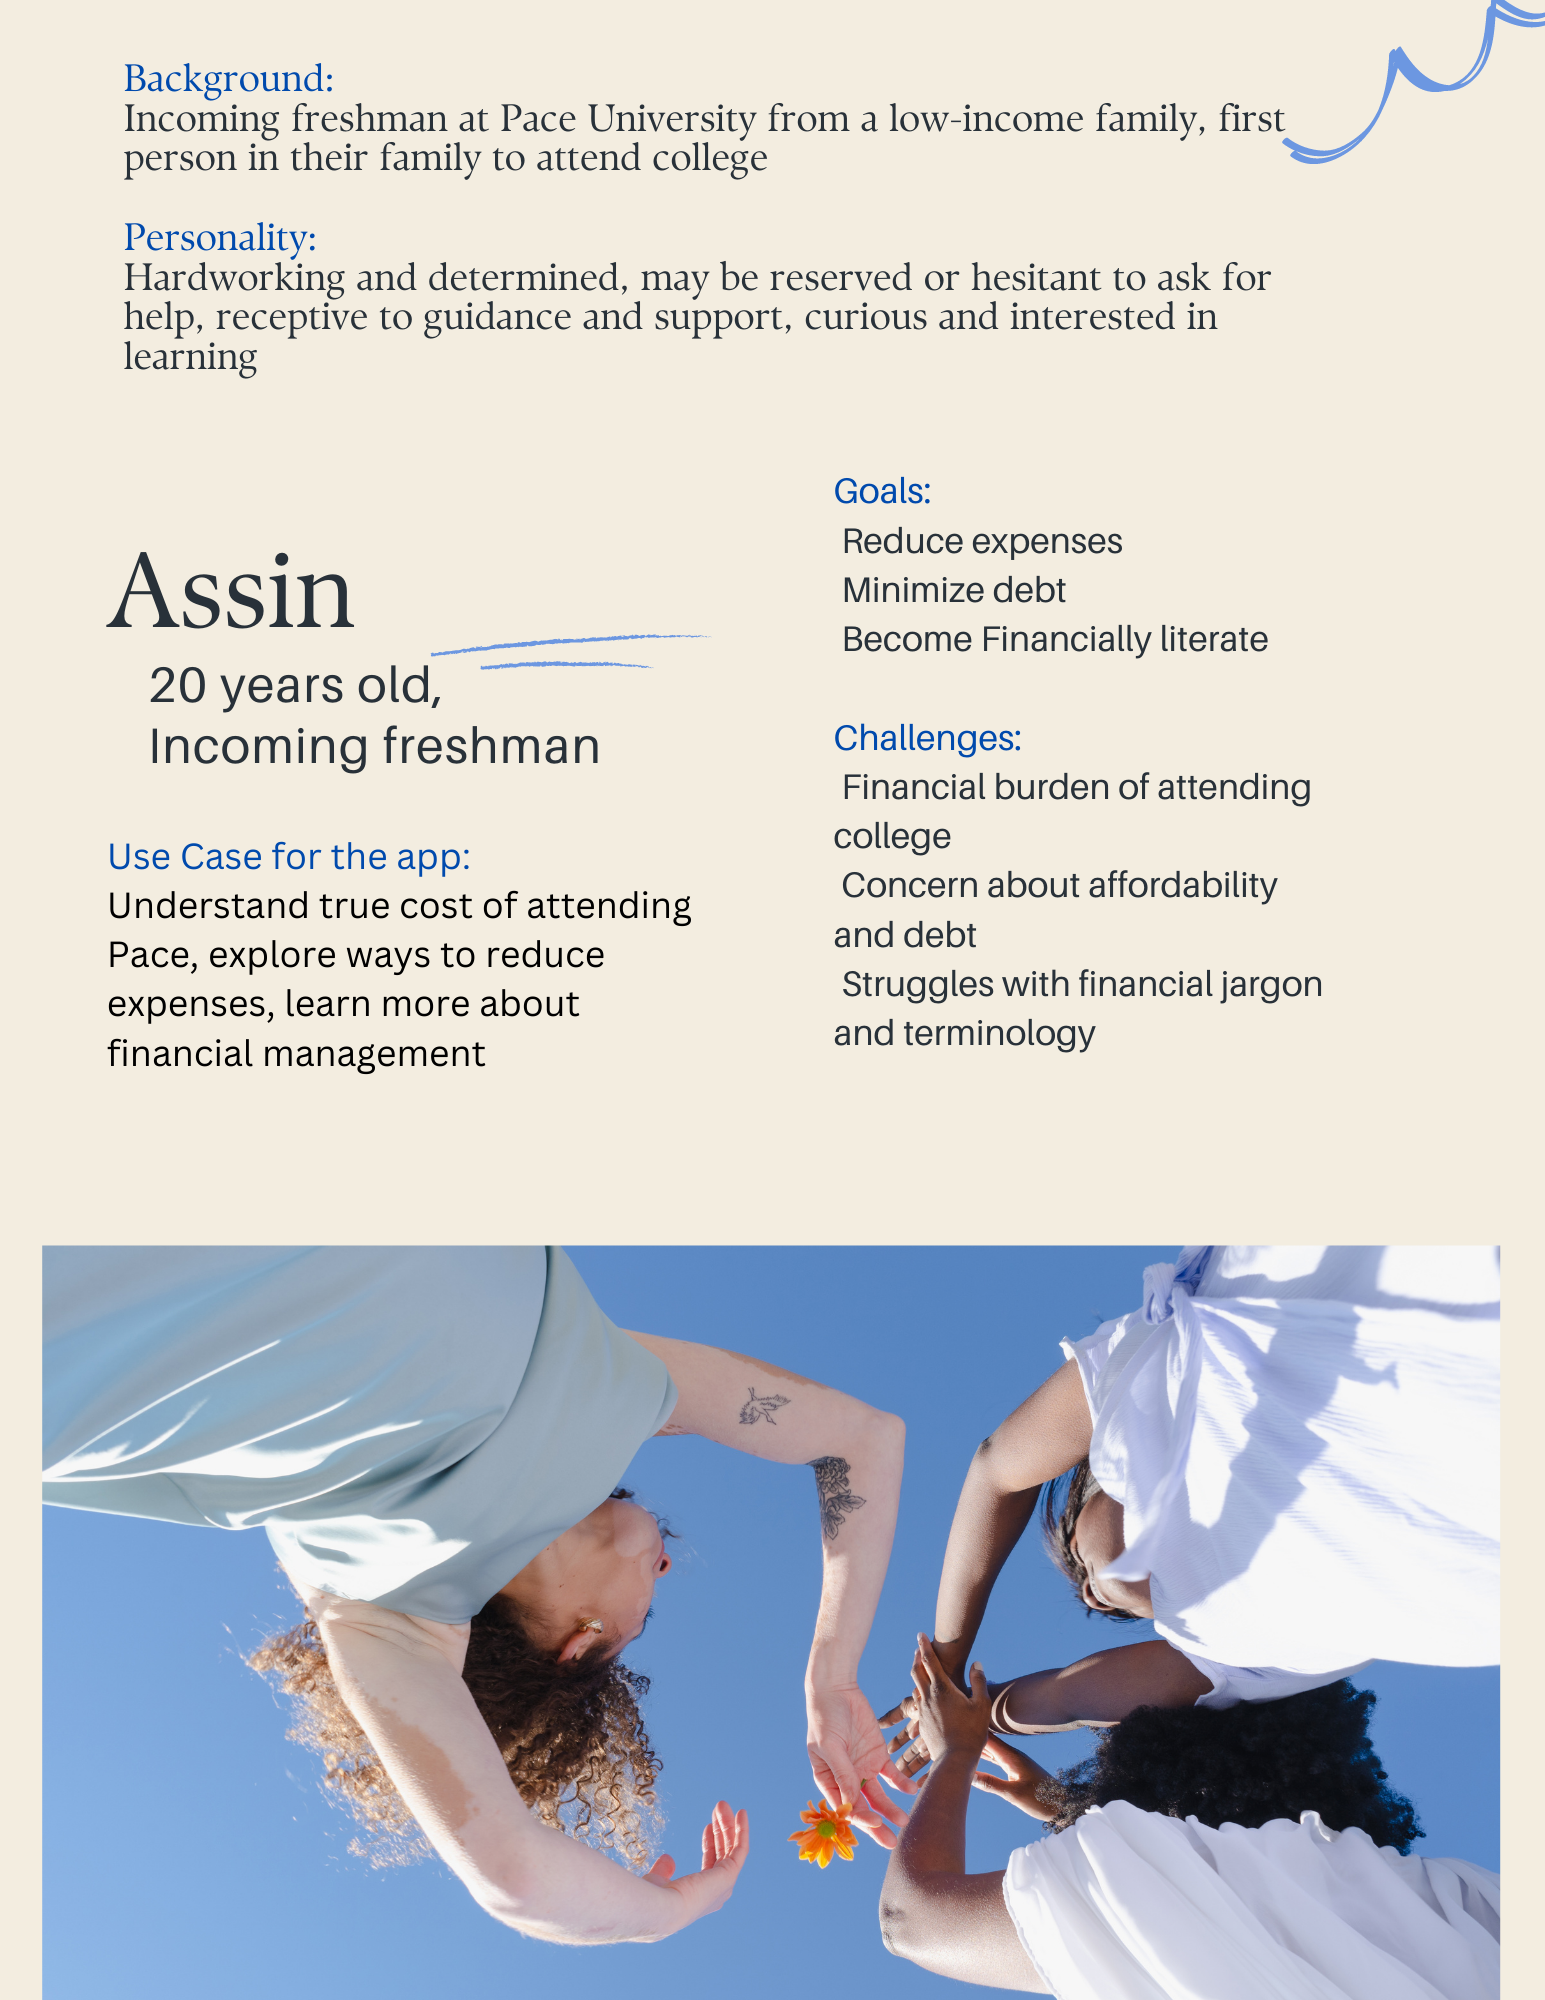 Background:
Incoming freshman at Pace University from a low-income family, first
person in their family to attend college
Personality:
Hardworking and determined, may be reserved or hesitant to ask for
help, receptive to guidance and support, curious and interested in
learning
Assin
20 years old,
Incoming freshman
Use Case for the app:
Understand true cost of attending
Pace, explore ways to reduce
expenses, learn more about
financial management
Goals:
Reduce expenses
Minimize debt
Become Financially literate
Challenges:
Financial burden of attending
college
Concern about affordability
and debt
Struggles with financial jargon
and terminology